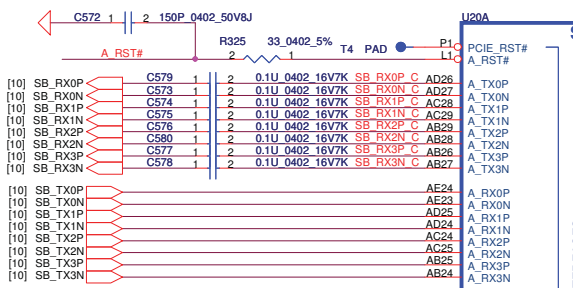 C572 1 2 150P_0402_50V8J U20A
A_RST# R325 2 1 33_0402_5% T4 PAD P1 PCIE_RST#
L1 A_RST#
[10] SB_RX0P C579 1 2 0.1U_0402_16V7K SB_RX0P_C AD26 A_TX0P
[10] SB_RX0N C573 1 2 0.1U_0402_16V7K SB_RX0N_C AD27 A_TX0N
[10] SB_RX1P C574 1 2 0.1U_0402_16V7K SB_RX1P_C AC28 A_TX1P
[10] SB_RX1N C575 1 2 0.1U_0402_16V7K SB_RX1N_C AC29 A_TX1N
[10] SB_RX2P C576 1 2 0.1U_0402_16V7K SB_RX2P_C AB29 A_TX2P
[10] SB_RX2N C580 1 2 0.1U_0402_16V7K SB_RX2N_C AB28 A_TX2N
[10] SB_RX3P C577 1 2 0.1U_0402_16V7K SB_RX3P_C AB26 A_TX3P
[10] SB_RX3N C578 1 2 0.1U_0402_16V7K SB_RX3N_C AB27 A_TX3N
[10] SB_TX0P AE24 A_RX0P
[10] SB_TX0N AE23 A_RX0N
[10] SB_TX1P AD25 A_RX1P
[10] SB_TX1N AD24 A_RX1N
[10] SB_TX2P AC24 A_RX2P
[10] SB_TX2N AC25 A_RX2N
[10] SB_TX3P AB25 A_RX3P
[10] SB_TX3N AB24 A_RX3N